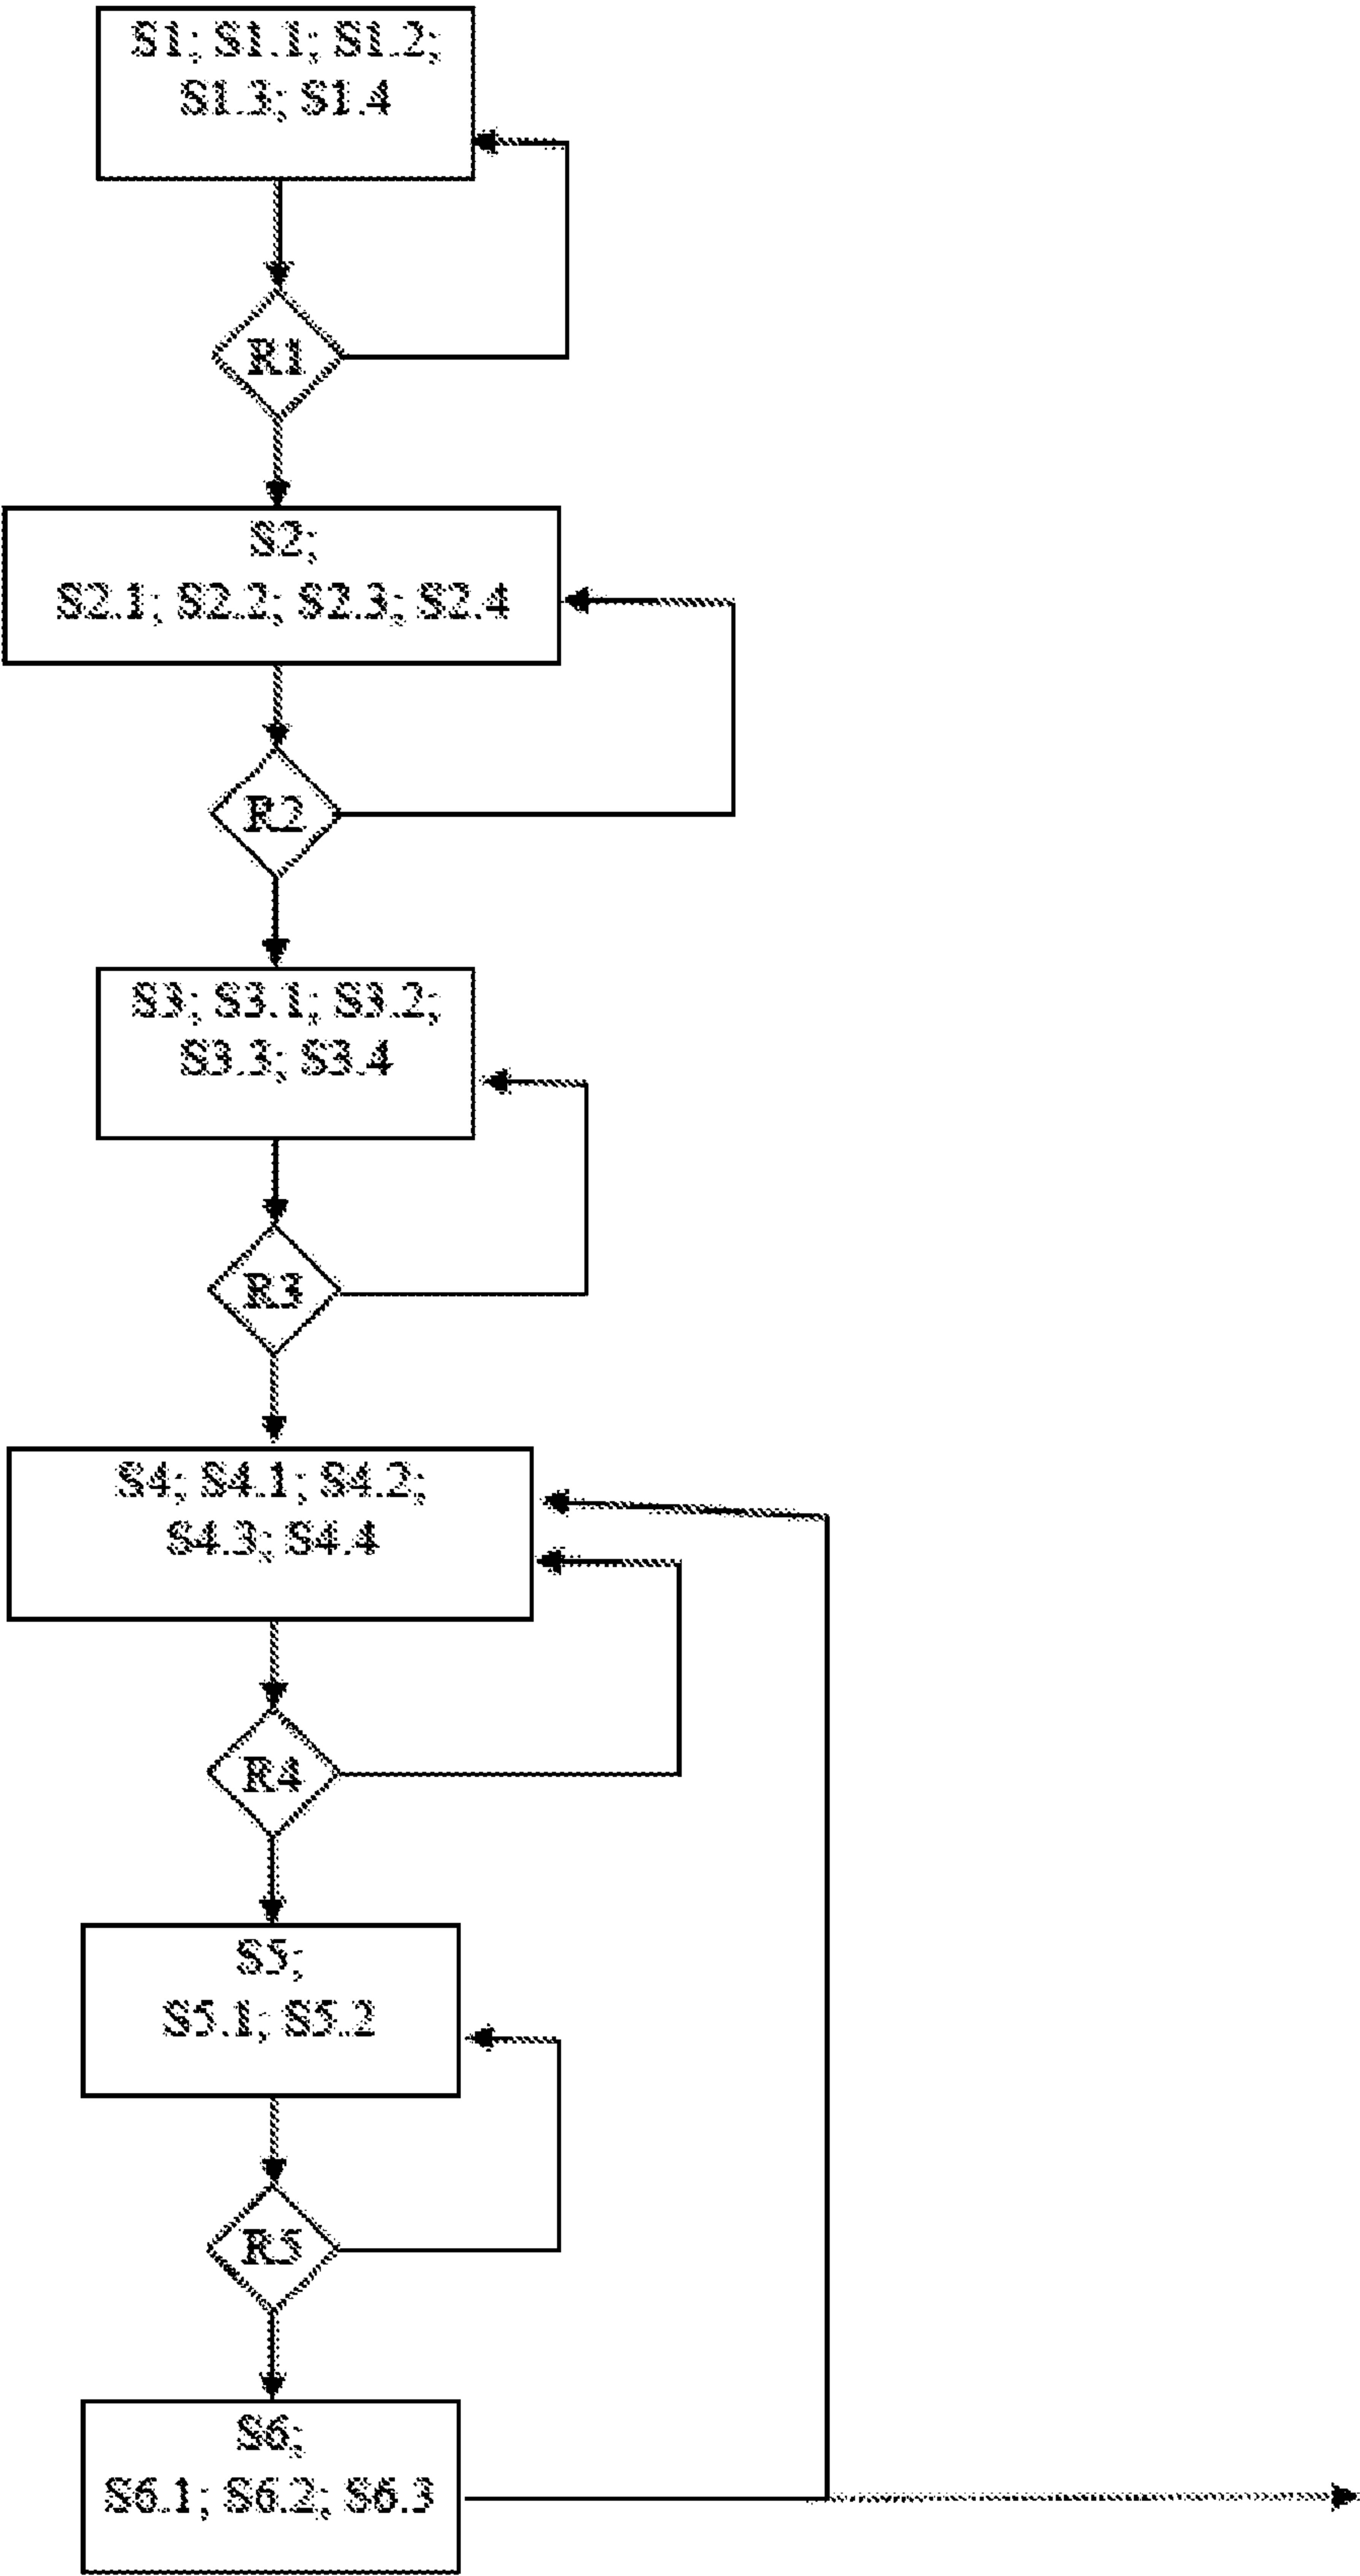 S1; S1.1; S1.2;
S1.3; S1.4
R1
S2;
S2.1; S2.2; S2.3; S2.4
R2
S3; S3.1; S3.2;
S3.3; S3.4
R3
S4; S4.1; S4.2;
S4.3; S4.4
R4
S5;
S5.1; S5.2
R5
S6;
S6.1; S6.2; S6.3